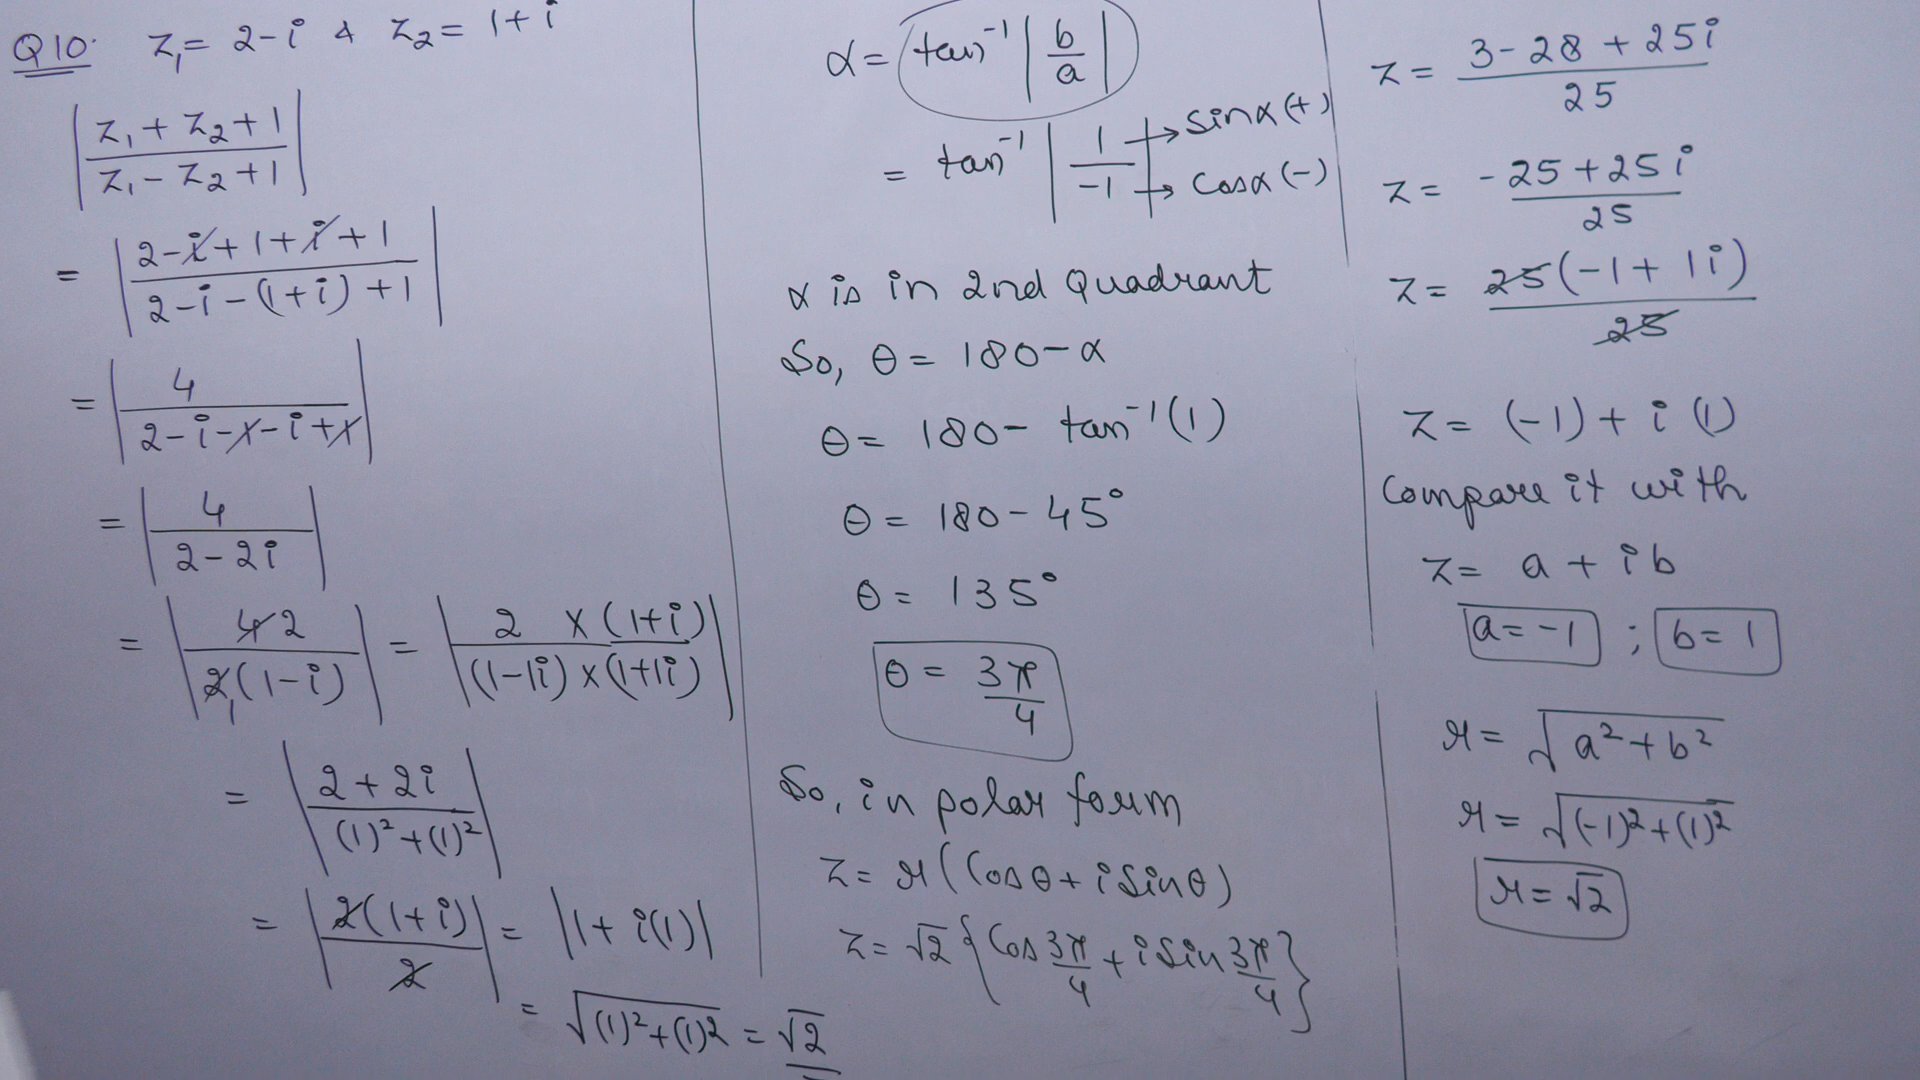 Q10. z₁ = 2-i & z₂ = 1+i
|(z₁ + z₂ + 1)/(z₁ - z₂ + 1)|
= |(2-i+1+i+1)/(2-i-(1+i)+1)|
= |4/(2-i-1-i+1)|
= |4/(2-2i)|
= |4 2/2₁(1-i)| = |2 × (1+i)/(1-1i) × (1+1i)|
= |(2+2i)/((1)²+(1)²)|
= |2(1+i)/2| = |1+i(1)|
= √((1)²+(1)²) = √2
α = tan⁻¹|b/a|
= tan⁻¹|1/-1| → sinα (+) → cosα (-)
α is in 2nd Quadrant
So, θ = 180-α
θ = 180 - tan⁻¹(1)
θ = 180 - 45°
θ = 135°
θ = 3π/4
So, in polar form
z = r(Cosθ + iSinθ)
z = √2{Cos 3π/4 + iSin 3π/4}
z = (3-28+25i)/25
z = (-25+25i)/25
z = 25(-1+1i)/25
z = (-1) + i(1)
Compare it with
z = a + ib
a = -1 ; b = 1
r = √(a²+b²)
r = √((-1)²+(1)²)
r = √2